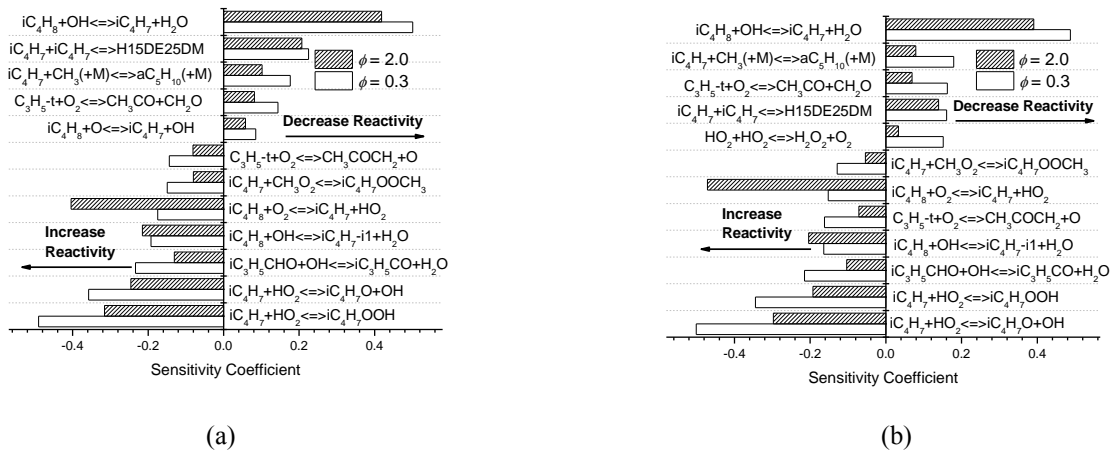 iC₄H₈+OH<=>iC₄H₇+H₂O
iC₄H₇+iC₄H₇<=>H15DE25DM
iC₄H₇+CH₃(+M)<=>aC₅H₁₀(+M)
C₃H₅-t+O₂<=>CH₃CO+CH₂O
iC₄H₈+O<=>iC₄H₇+OH
ϕ = 2.0
ϕ = 0.3
Decrease Reactivity
C₃H₅-t+O₂<=>CH₃COCH₂+O
iC₄H₇+CH₃O₂<=>iC₄H₇OOCH₃
iC₄H₈+O₂<=>iC₄H₇+HO₂
iC₄H₈+OH<=>iC₄H₇-i1+H₂O
iC₃H₅CHO+OH<=>iC₃H₅CO+H₂O
iC₄H₇+HO₂<=>iC₄H₇O+OH
iC₄H₇+HO₂<=>iC₄H₇OOH
Increase
Reactivity
-0.4 -0.2 0.0 0.2 0.4
Sensitivity Coefficient
(a)
iC₄H₈+OH<=>iC₄H₇+H₂O
iC₄H₇+CH₃(+M)<=>aC₅H₁₀(+M)
C₃H₅-t+O₂<=>CH₃CO+CH₂O
iC₄H₇+iC₄H₇<=>H15DE25DM
HO₂+HO₂<=>H₂O₂+O₂
ϕ = 2.0
ϕ = 0.3
Decrease Reactivity
iC₄H₇+CH₃O₂<=>iC₄H₇OOCH₃
iC₄H₈+O₂<=>iC₄H₇+HO₂
C₃H₅-t+O₂<=>CH₃COCH₂+O
iC₄H₈+OH<=>iC₄H₇-i1+H₂O
iC₃H₅CHO+OH<=>iC₃H₅CO+H₂O
iC₄H₇+HO₂<=>iC₄H₇OOH
iC₄H₇+HO₂<=>iC₄H₇O+OH
Increase
Reactivity
-0.4 -0.2 0.0 0.2 0.4
Sensitivity Coefficient
(b)